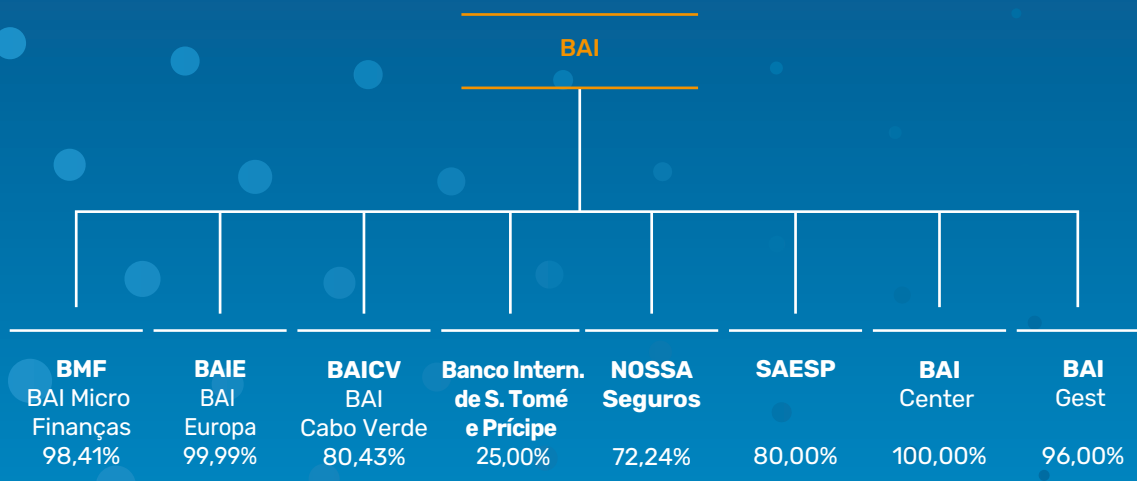 BAI
BMF
BAI Micro
Finanças
98,41%
BAIE
BAI
Europa
99,99%
BAICV
BAI
Cabo Verde
80,43%
Banco Intern.
de S. Tomé
e Prícipe
25,00%
NOSSA
Seguros
72,24%
SAESP
80,00%
BAI
Center
100,00%
BAI
Gest
96,00%